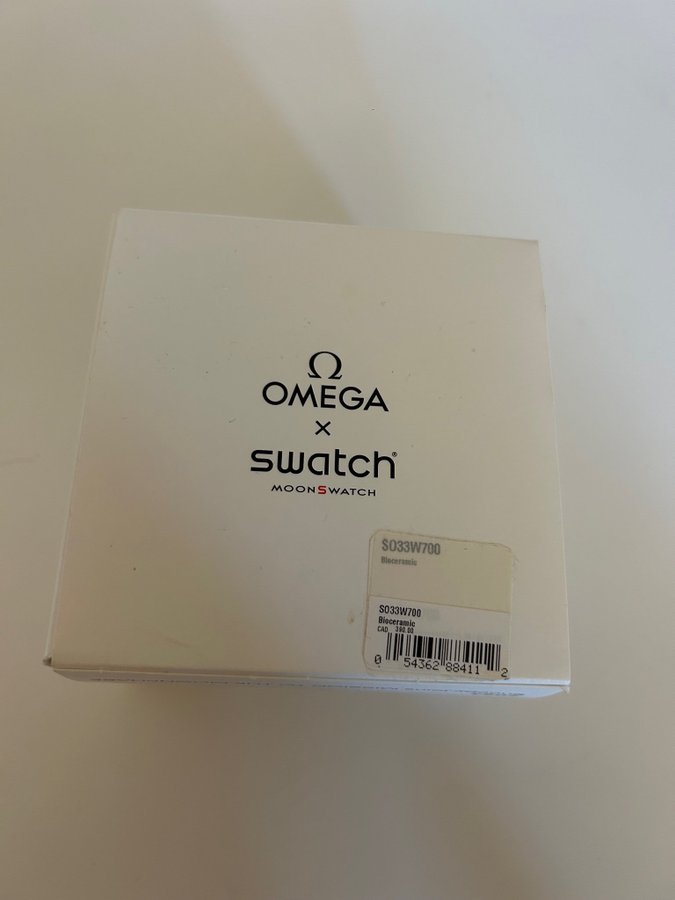 Ω
OMEGA
×
swatch®
MOONSWATCH
SO33W700
Bioceramic
SO33W700
Bioceramic
CAD 390.00
0 54362 88411 2